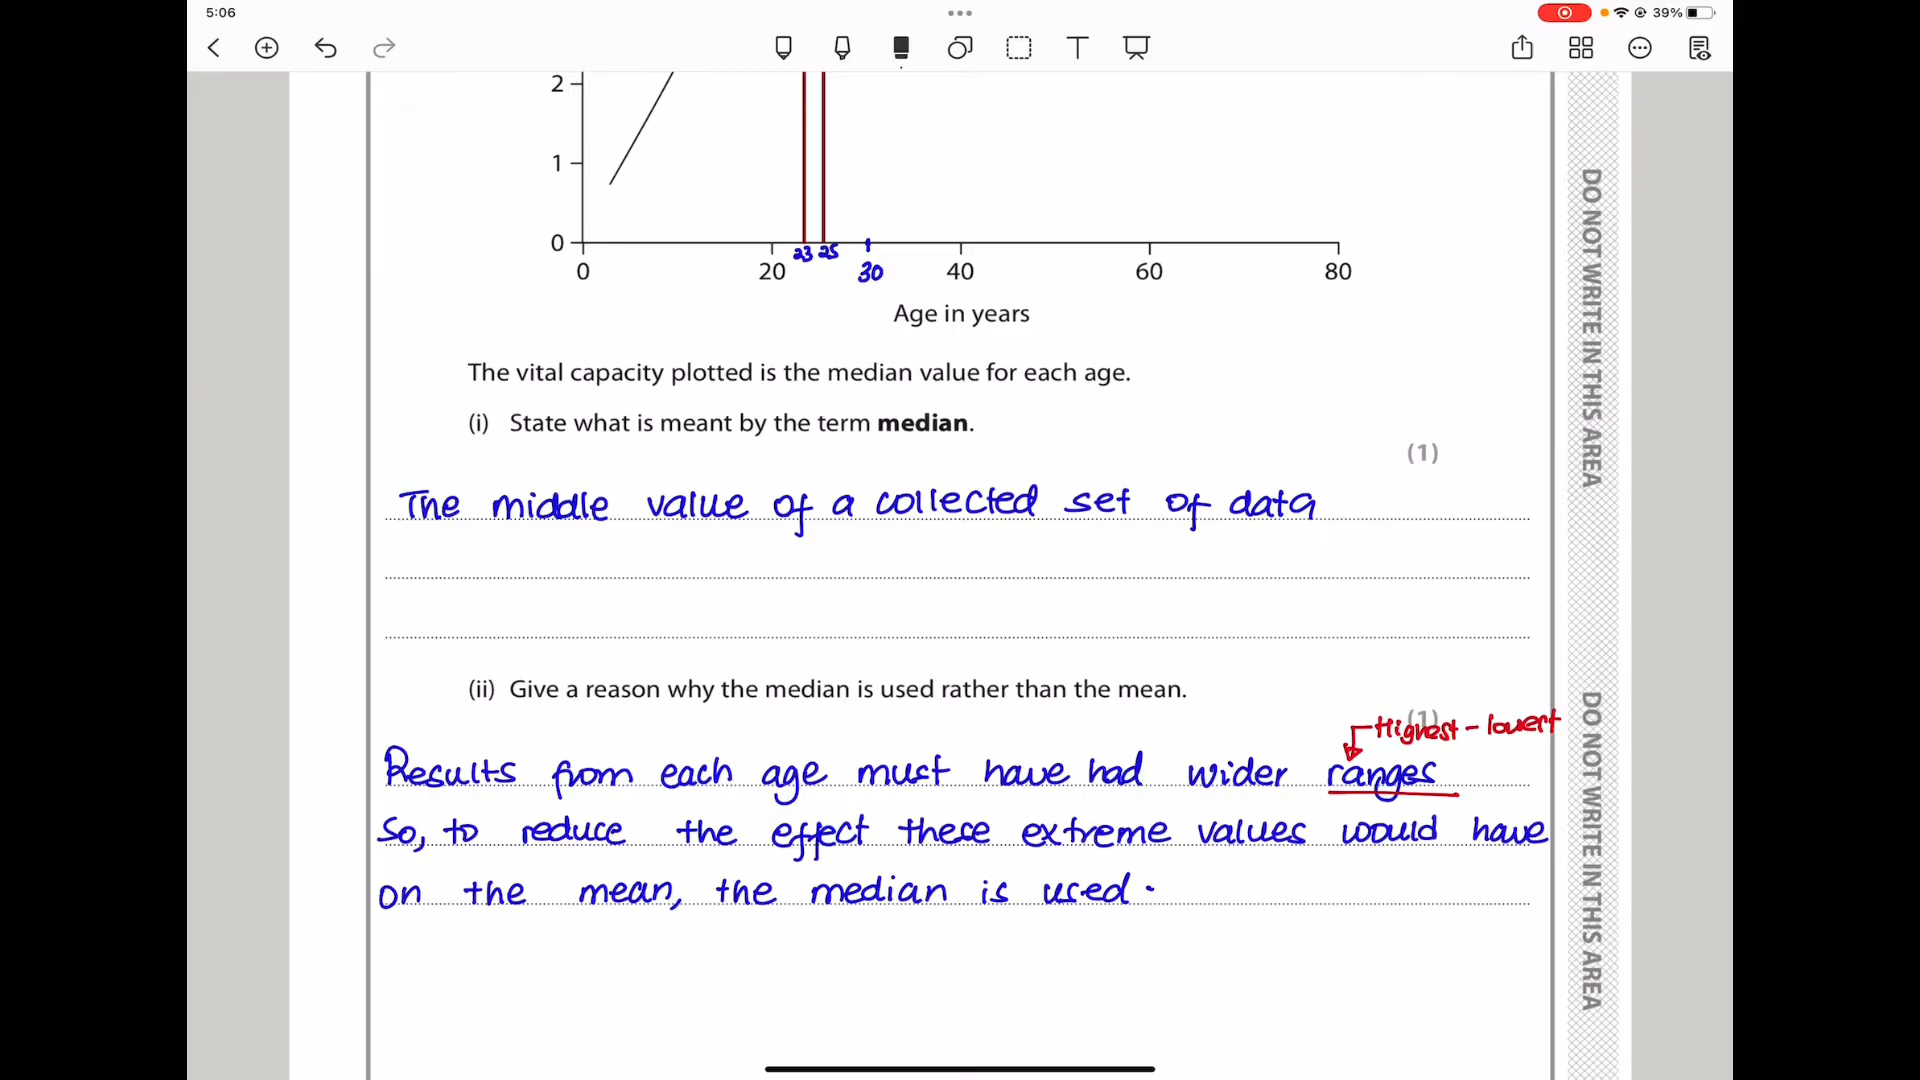 5:06
39%
2
1
0
23 25
30
0 20 40 60 80
Age in years
The vital capacity plotted is the median value for each age.
(i) State what is meant by the term median.
(1)
The middle value of a collected set of data
(ii) Give a reason why the median is used rather than the mean.
(1)
Highest - lowest
Results from each age must have had wider ranges
So, to reduce the effect these extreme values would have
on the mean, the median is used.
DO NOT WRITE IN THIS AREA
DO NOT WRITE IN THIS AREA